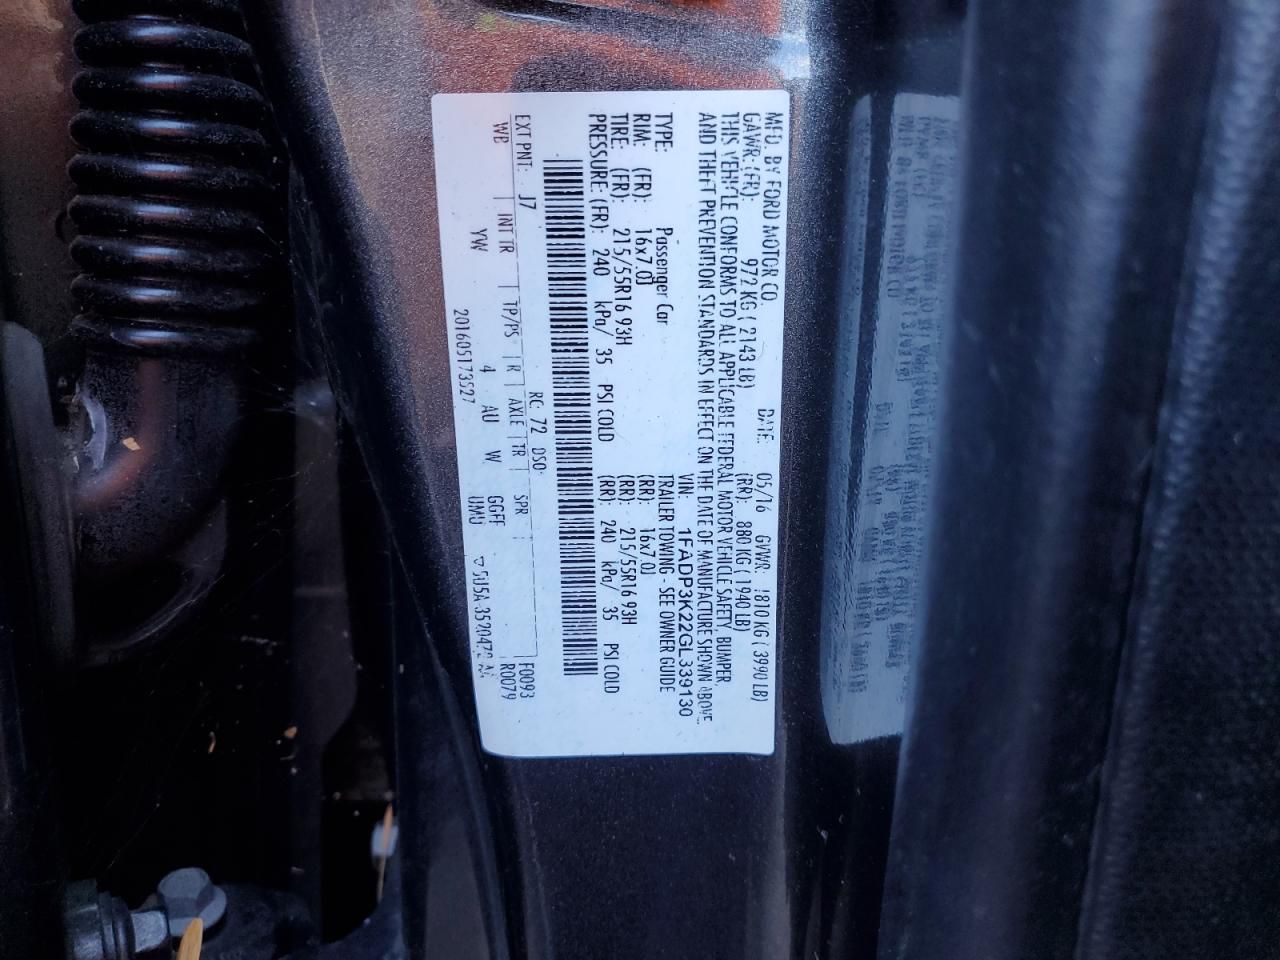 MFD. BY FORD MOTOR CO.
DATE: 05/16 GVWR: 1810 KG ( 3990 LB)
GAWR: (FR): 972 KG ( 2143 LB) (RR): 880 KG ( 1940 LB)
THIS VEHICLE CONFORMS TO ALL APPLICABLE FEDERAL MOTOR VEHICLE SAFETY, BUMPER,
AND THEFT PREVENTION STANDARDS IN EFFECT ON THE DATE OF MANUFACTURE SHOWN ABOVE.
VIN: 1FADP3K22GL339130
TYPE: Passenger Car TRAILER TOWING - SEE OWNER GUIDE
RIM: (FR): 16x7.0J (RR): 16x7.0J
TIRE: (FR): 215/55R16 93H (RR): 215/55R16 93H
PRESSURE: (FR): 240 kPa/ 35 PSI COLD (RR): 240 kPa/ 35 PSI COLD
EXT PNT: J7 RC: 72 DSO: F0093
WB INT TR TP/PS R AXLE TR SPR R0079
YW 4 AU W GGFF
201605173527 UMU